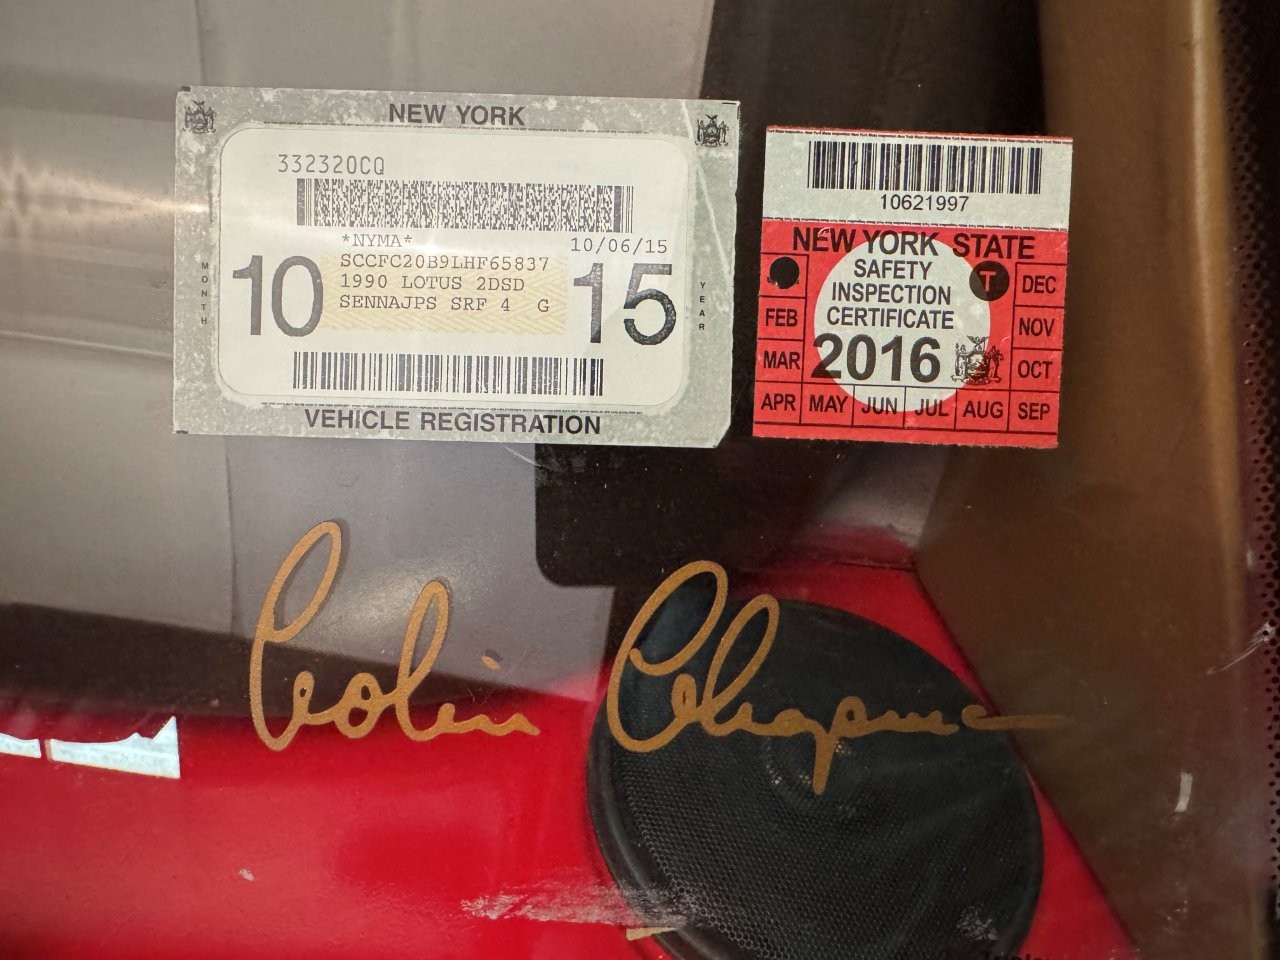 NEW YORK
332320CQ
*NYMA*
10/06/15
SCCFC20B9LHF65837
1990 LOTUS 2DSD
SENNAJPS SRF 4 G
MONTH
10
15
YEAR
VEHICLE REGISTRATION
10621997
NEW YORK STATE
SAFETY
INSPECTION
CERTIFICATE
2016
T
DEC
FEB
NOV
MAR
OCT
APR MAY JUN JUL AUG SEP
Colin Chapman